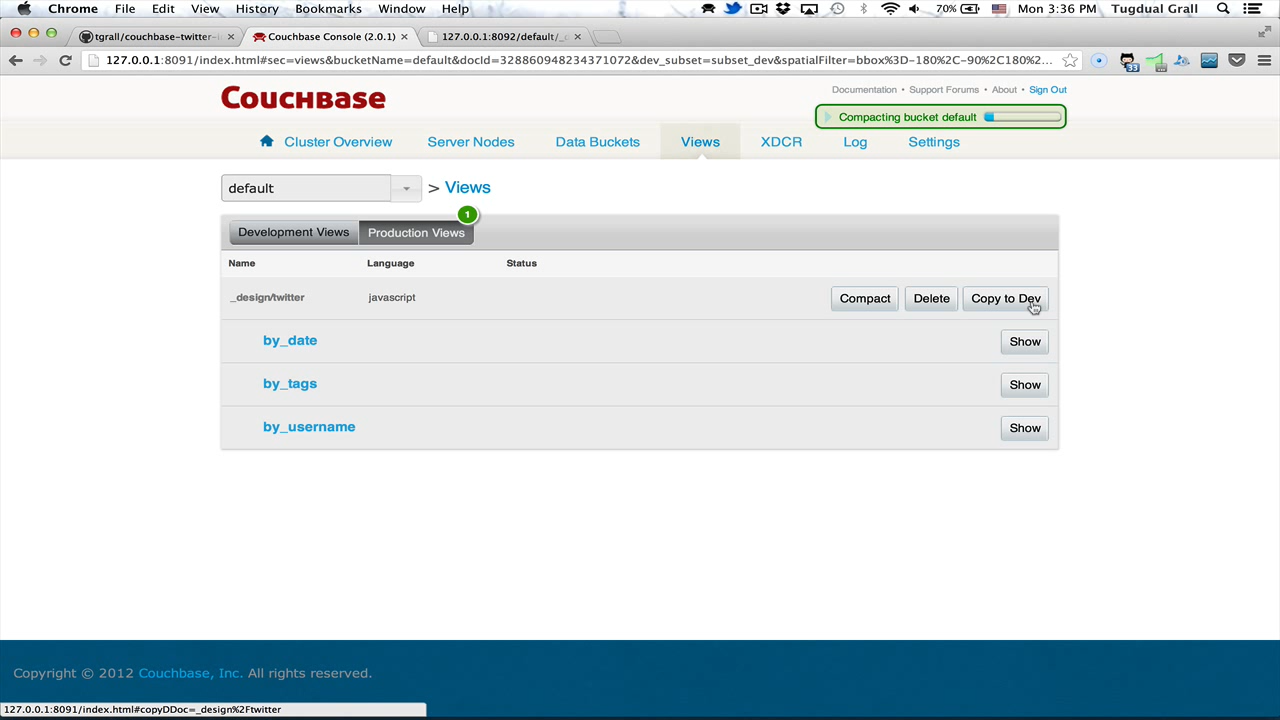 Chrome File Edit View History Bookmarks Window Help 70% Mon 3:36 PM Tugdual Grall
tgrall/couchbase-twitter-i Couchbase Console (2.0.1) 127.0.0.1:8092/default/_d
127.0.0.1:8091/index.html#sec=views&bucketName=default&docId=328860948234371072&dev_subset=subset_dev&spatialFilter=bbox%3D-180%2C-90%2C180%2C... 33
Documentation • Support Forums • About • Sign Out
COUCHBASE
Compacting bucket default
Cluster Overview Server Nodes Data Buckets Views XDCR Log Settings
default > Views
1
Development Views Production Views
Name Language Status
_design/twitter javascript Compact Delete Copy to Dev
by_date Show
by_tags Show
by_username Show
Copyright © 2012 Couchbase, Inc. All rights reserved.
127.0.0.1:8091/index.html#copyDDoc=_design%2Ftwitter